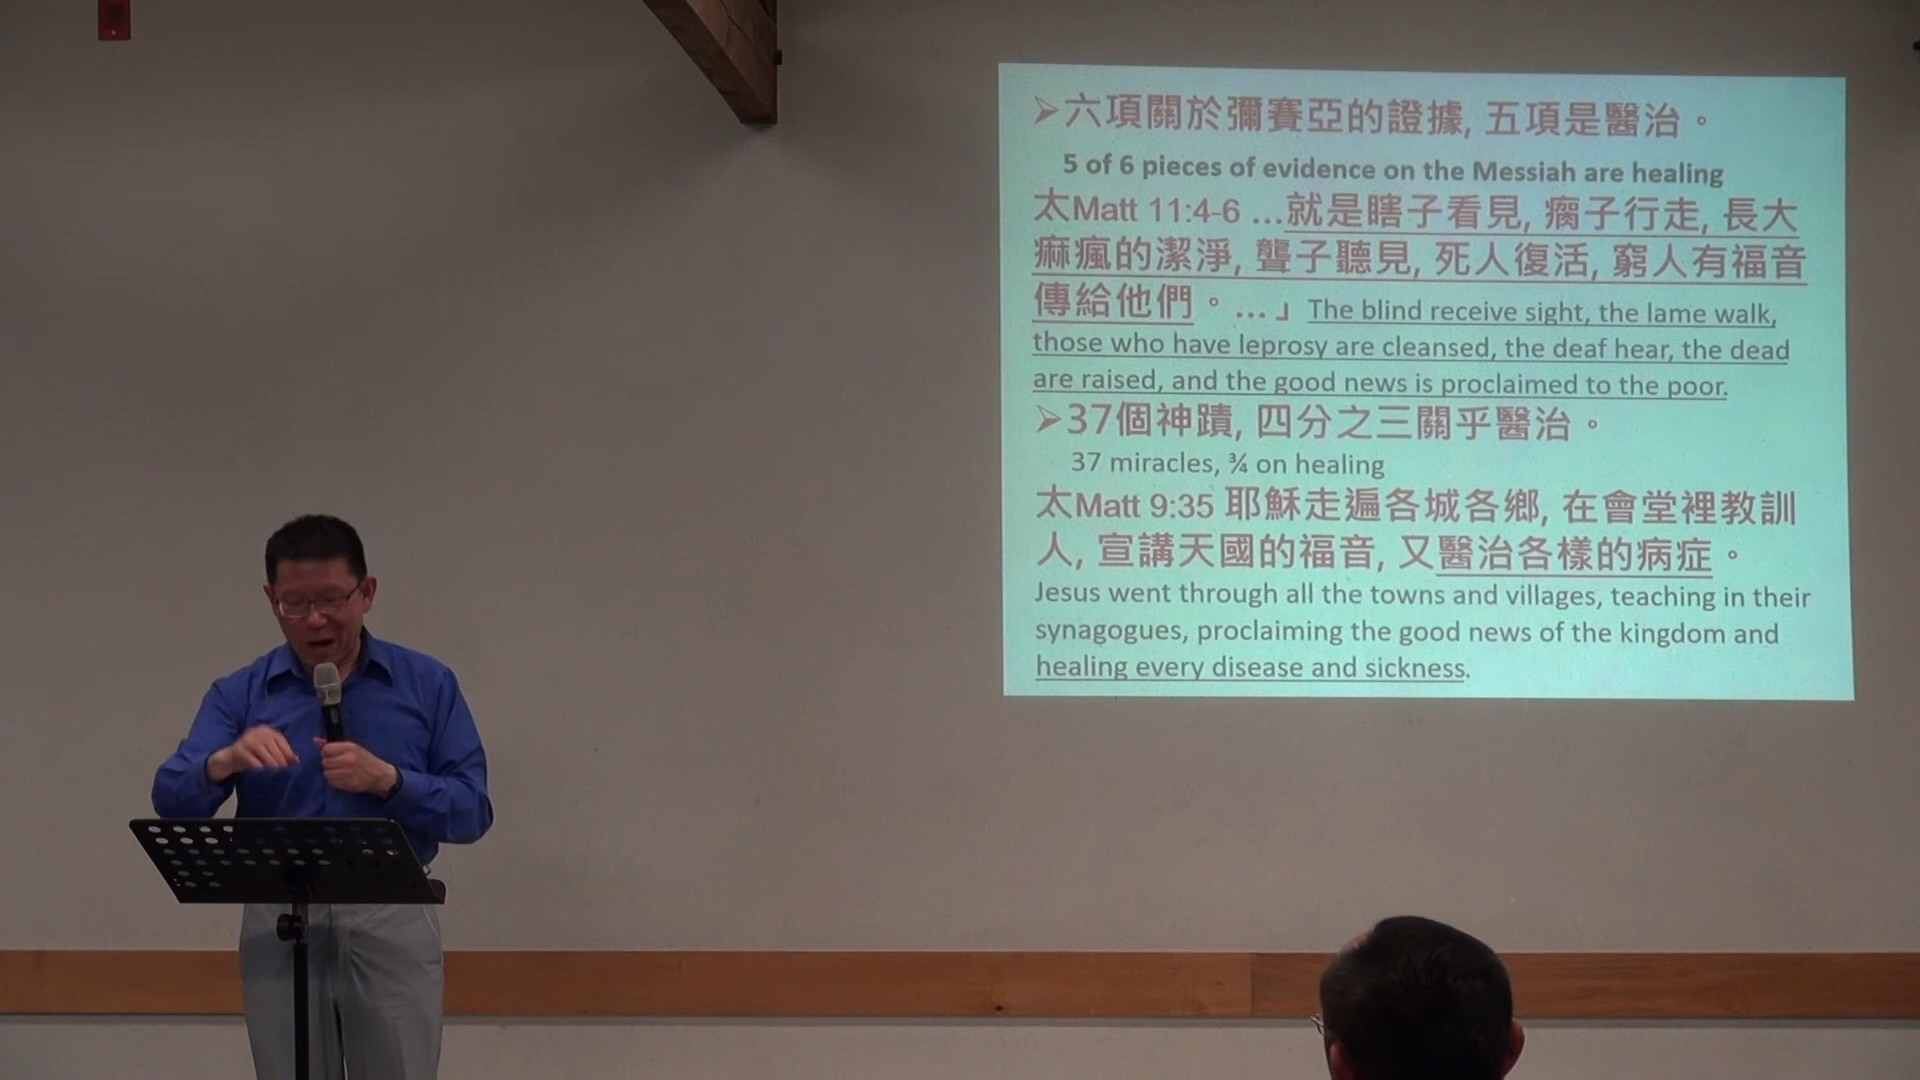 ➢六項關於彌賽亞的證據, 五項是醫治。
5 of 6 pieces of evidence on the Messiah are healing
太Matt 11:4-6 …就是瞎子看見, 瘸子行走, 長大
痲瘋的潔淨, 聾子聽見, 死人復活, 窮人有福音
傳給他們。…」The blind receive sight, the lame walk,
those who have leprosy are cleansed, the deaf hear, the dead
are raised, and the good news is proclaimed to the poor.
➢37個神蹟, 四分之三關乎醫治。
37 miracles, ¾ on healing
太Matt 9:35 耶穌走遍各城各鄉, 在會堂裡教訓
人, 宣講天國的福音, 又醫治各樣的病症。
Jesus went through all the towns and villages, teaching in their
synagogues, proclaiming the good news of the kingdom and
healing every disease and sickness.